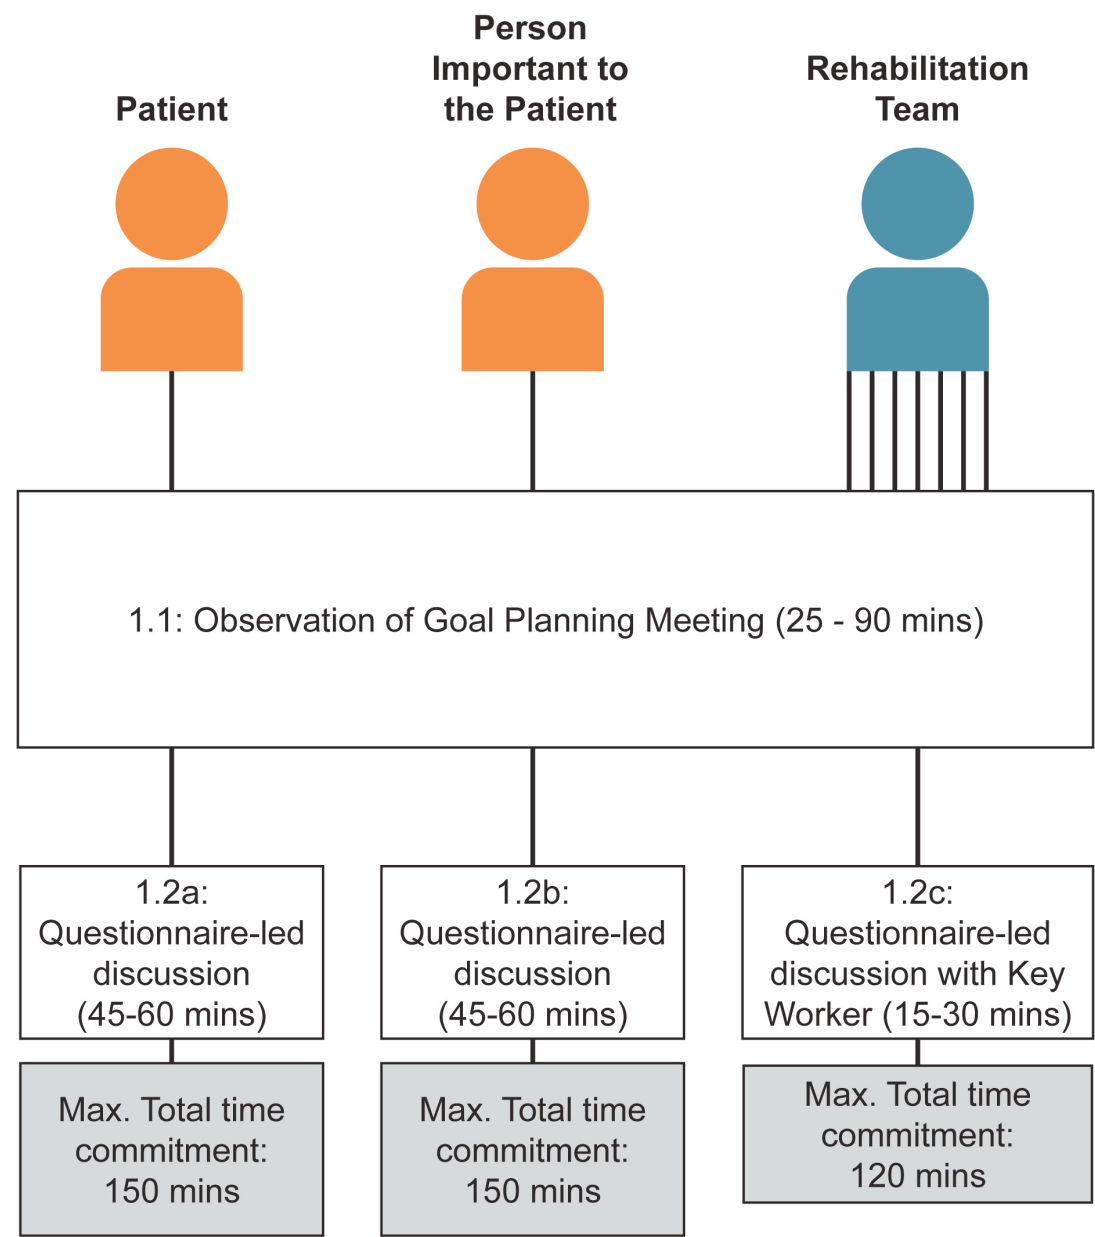 Patient
Person
Important to
the Patient
Rehabilitation
Team
1.1: Observation of Goal Planning Meeting (25 - 90 mins)
1.2a:
Questionnaire-led
discussion
(45-60 mins)
1.2b:
Questionnaire-led
discussion
(45-60 mins)
1.2c:
Questionnaire-led
discussion with Key
Worker (15-30 mins)
Max. Total time
commitment:
150 mins
Max. Total time
commitment:
150 mins
Max. Total time
commitment:
120 mins